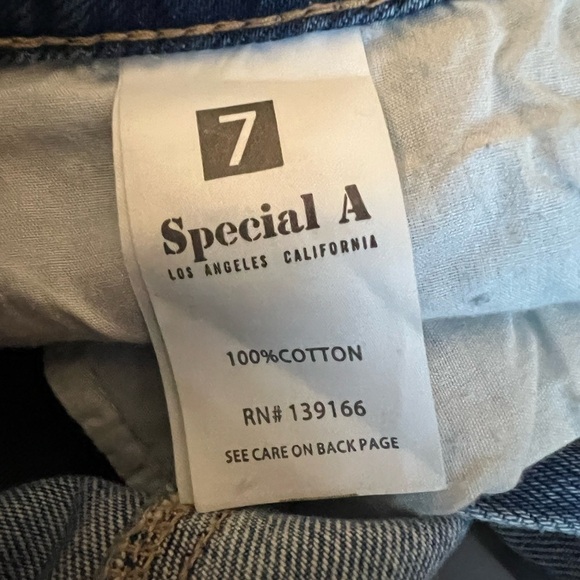 7
Special A
LOS ANGELES CALIFORNIA
100%COTTON
RN# 139166
SEE CARE ON BACK PAGE